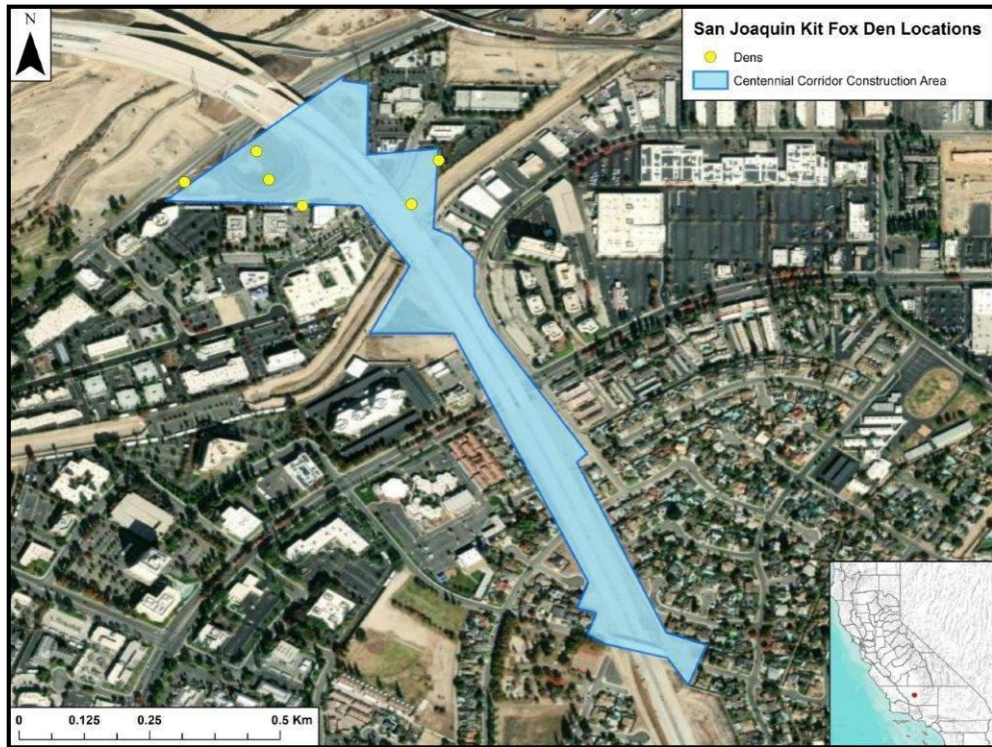 N
San Joaquin Kit Fox Den Locations
Dens
Centennial Corridor Construction Area
0 0.125 0.25 0.5 Km